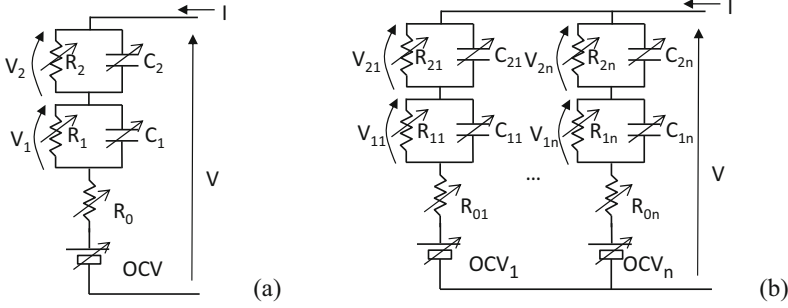 I
V₂
R₂
C₂
V₁
R₁
C₁
V
R₀
OCV
(a)
I
V₂₁
R₂₁
C₂₁
V₂ₙ
R₂ₙ
C₂ₙ
V₁₁
R₁₁
C₁₁
V₁ₙ
R₁ₙ
C₁ₙ
...
V
R₀₁
R₀ₙ
OCV₁
OCVₙ
(b)